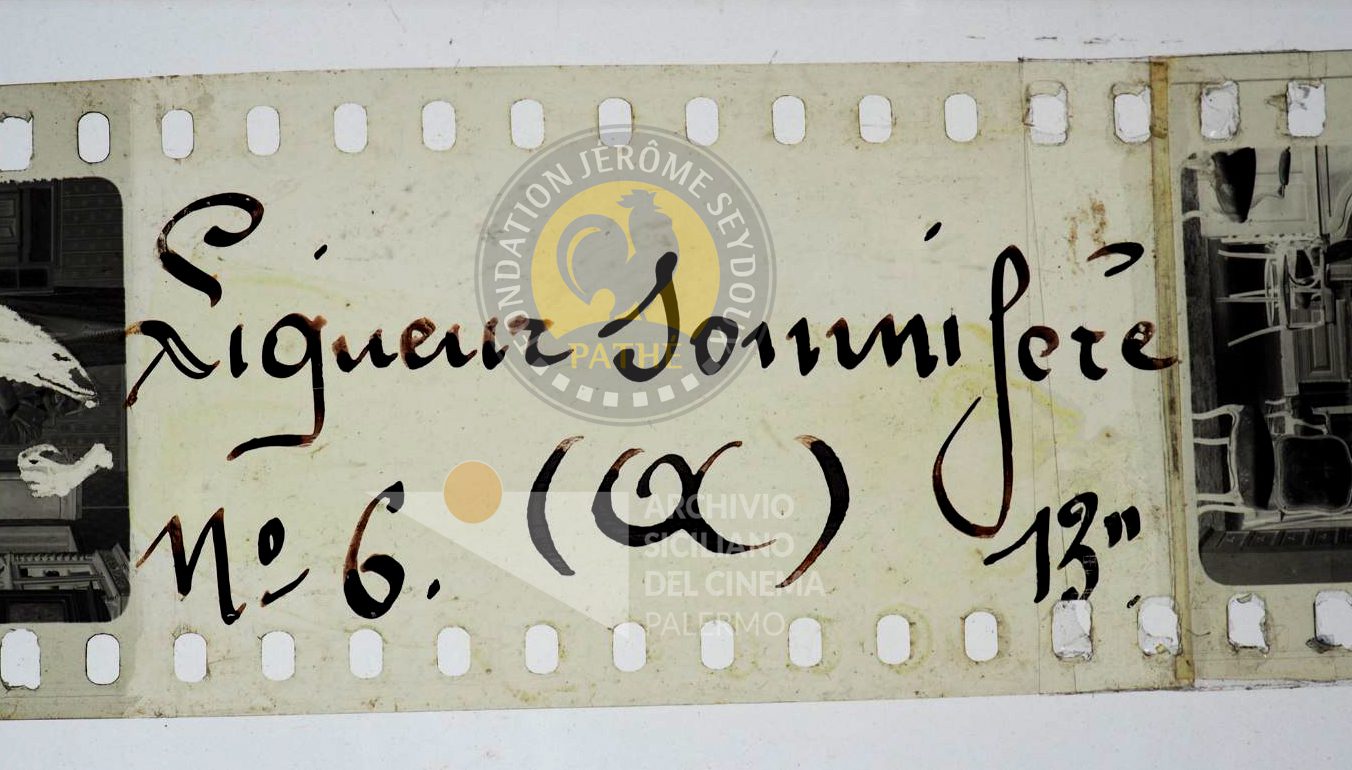 Liqueur Somnifère
(α)
No 6. 13"
FONDATION JÉRÔME SEYDOUX
PATHÉ
ARCHIVIO
SICILIANO
DEL CINEMA
PALERMO